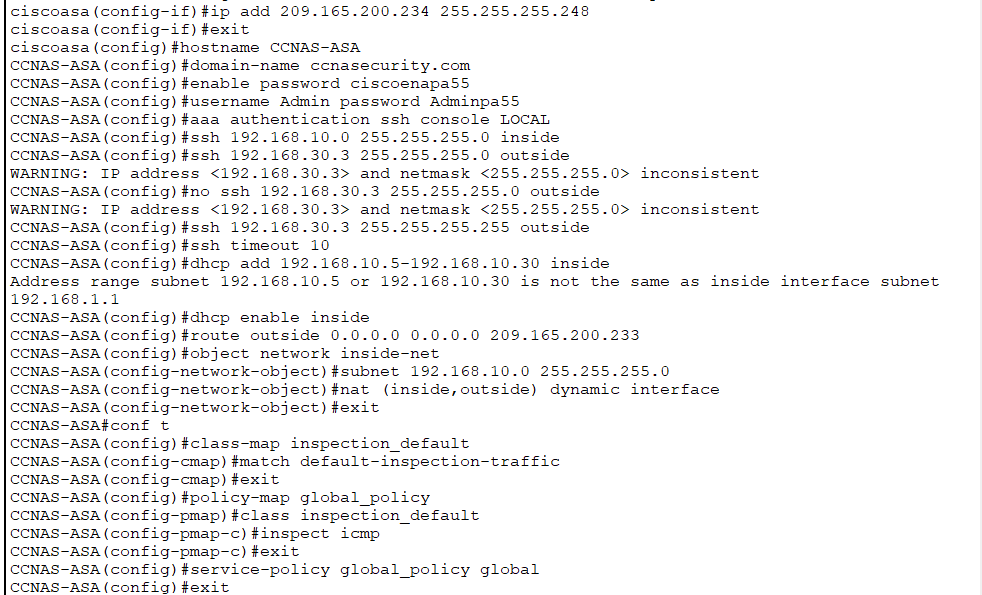 ciscoasa(config-if)#ip add 209.165.200.234 255.255.255.248
ciscoasa(config-if)#exit
ciscoasa(config)#hostname CCNAS-ASA
CCNAS-ASA(config)#domain-name ccnasecurity.com
CCNAS-ASA(config)#enable password ciscoenapa55
CCNAS-ASA(config)#username Admin password Adminpa55
CCNAS-ASA(config)#aaa authentication ssh console LOCAL
CCNAS-ASA(config)#ssh 192.168.10.0 255.255.255.0 inside
CCNAS-ASA(config)#ssh 192.168.30.3 255.255.255.0 outside
WARNING: IP address <192.168.30.3> and netmask <255.255.255.0> inconsistent
CCNAS-ASA(config)#no ssh 192.168.30.3 255.255.255.0 outside
WARNING: IP address <192.168.30.3> and netmask <255.255.255.0> inconsistent
CCNAS-ASA(config)#ssh 192.168.30.3 255.255.255.255 outside
CCNAS-ASA(config)#ssh timeout 10
CCNAS-ASA(config)#dhcp add 192.168.10.5-192.168.10.30 inside
Address range subnet 192.168.10.5 or 192.168.10.30 is not the same as inside interface subnet
192.168.1.1
CCNAS-ASA(config)#dhcp enable inside
CCNAS-ASA(config)#route outside 0.0.0.0 0.0.0.0 209.165.200.233
CCNAS-ASA(config)#object network inside-net
CCNAS-ASA(config-network-object)#subnet 192.168.10.0 255.255.255.0
CCNAS-ASA(config-network-object)#nat (inside,outside) dynamic interface
CCNAS-ASA(config-network-object)#exit
CCNAS-ASA#conf t
CCNAS-ASA(config)#class-map inspection_default
CCNAS-ASA(config-cmap)#match default-inspection-traffic
CCNAS-ASA(config-cmap)#exit
CCNAS-ASA(config)#policy-map global_policy
CCNAS-ASA(config-pmap)#class inspection_default
CCNAS-ASA(config-pmap-c)#inspect icmp
CCNAS-ASA(config-pmap-c)#exit
CCNAS-ASA(config)#service-policy global_policy global
CCNAS-ASA(config)#exit